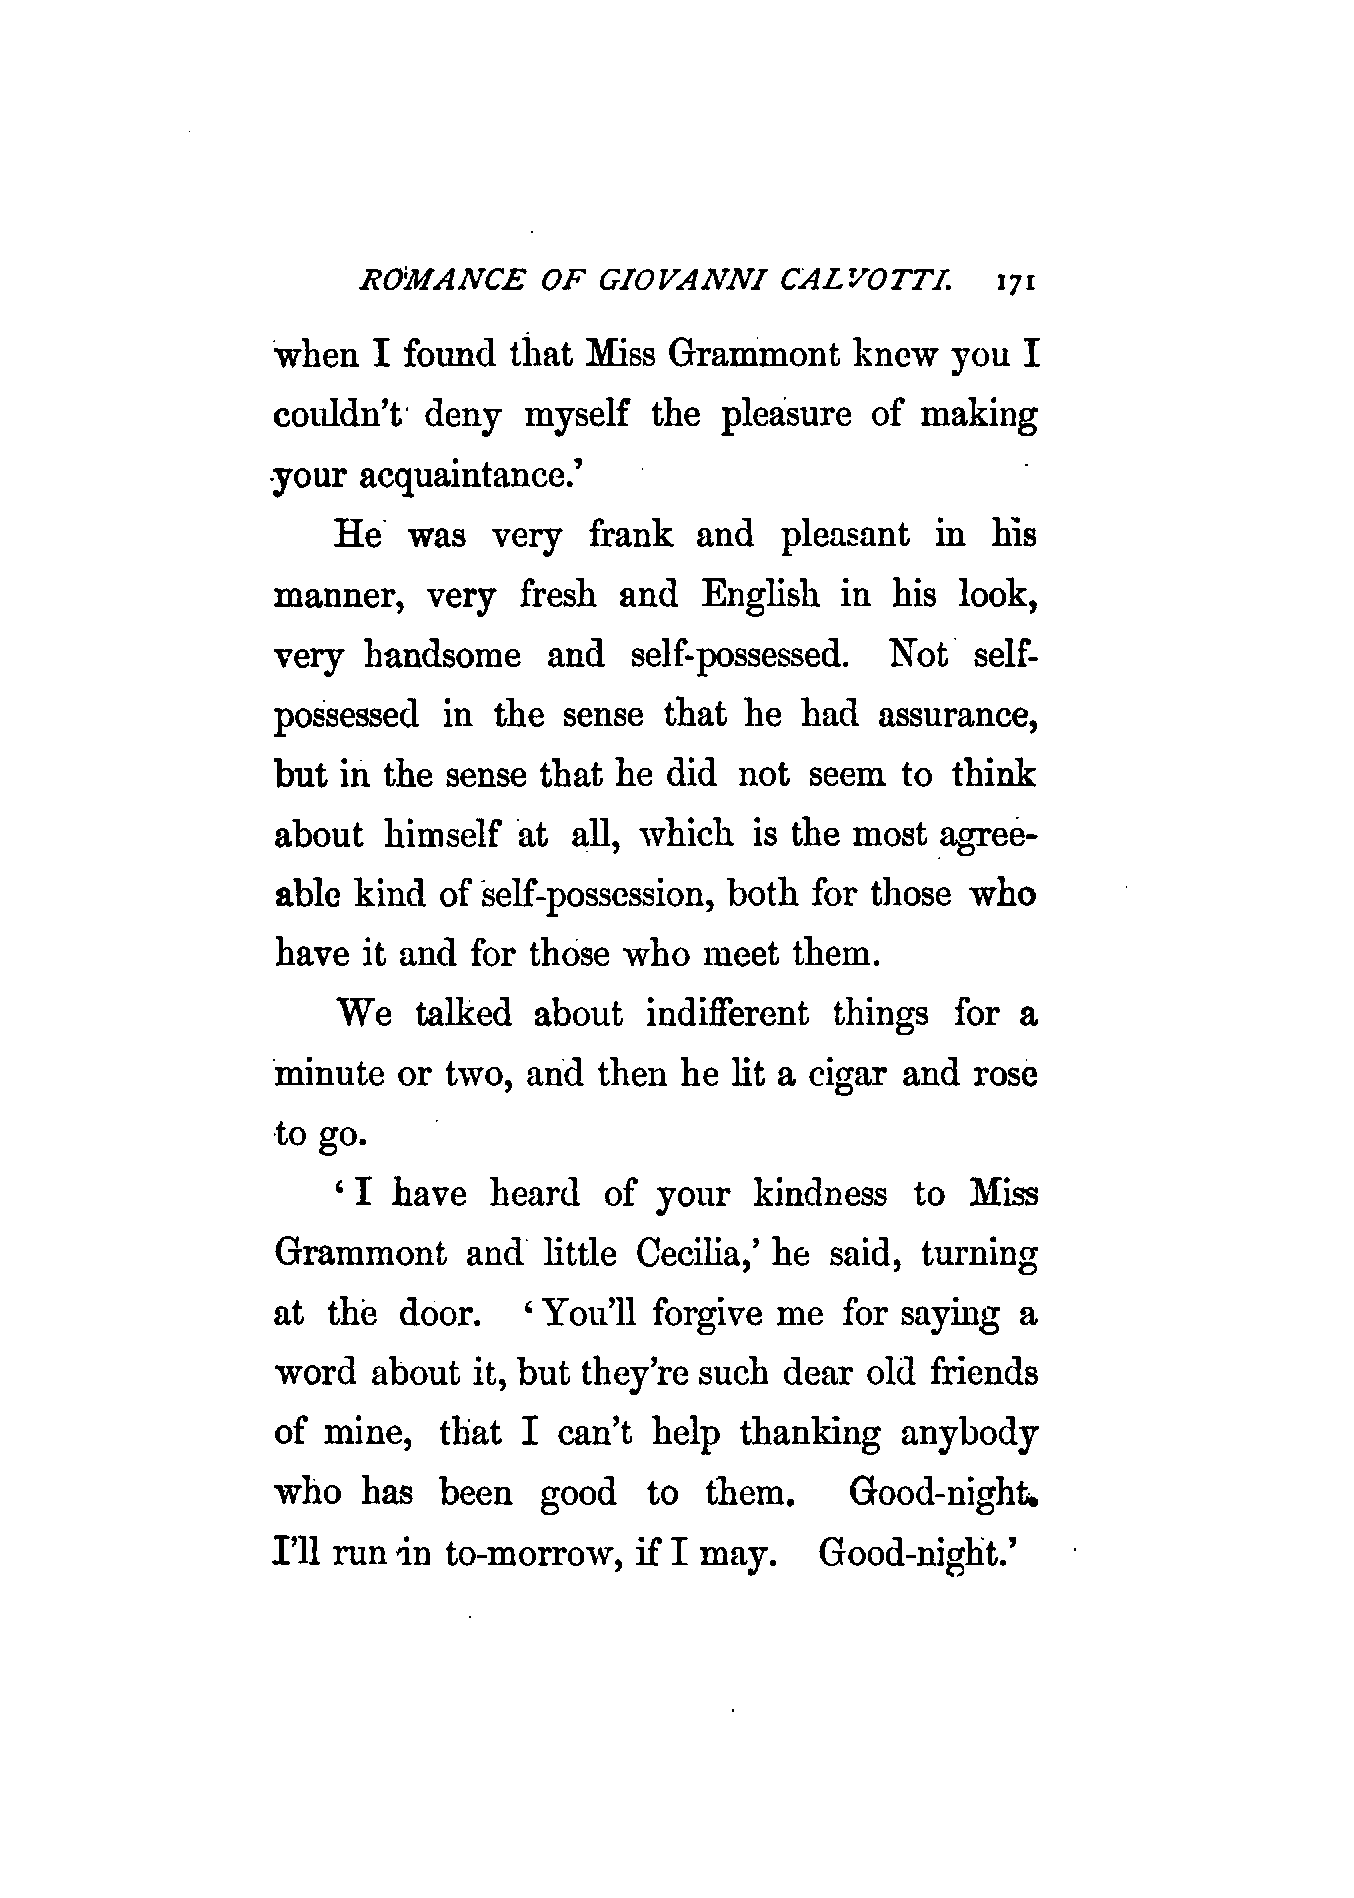 ROMANCE OF GIOVANNI CALVOTTI. 171
when I found that Miss Grammont knew you I
couldn't deny myself the pleasure of making
your acquaintance.'
He was very frank and pleasant in his
manner, very fresh and English in his look,
very handsome and self-possessed. Not self-
possessed in the sense that he had assurance,
but in the sense that he did not seem to think
about himself at all, which is the most agree-
able kind of self-possession, both for those who
have it and for those who meet them.
We talked about indifferent things for a
minute or two, and then he lit a cigar and rose
to go.
'I have heard of your kindness to Miss
Grammont and little Cecilia,' he said, turning
at the door. 'You'll forgive me for saying a
word about it, but they're such dear old friends
of mine, that I can't help thanking anybody
who has been good to them. Good-night.
I'll run in to-morrow, if I may. Good-night.'